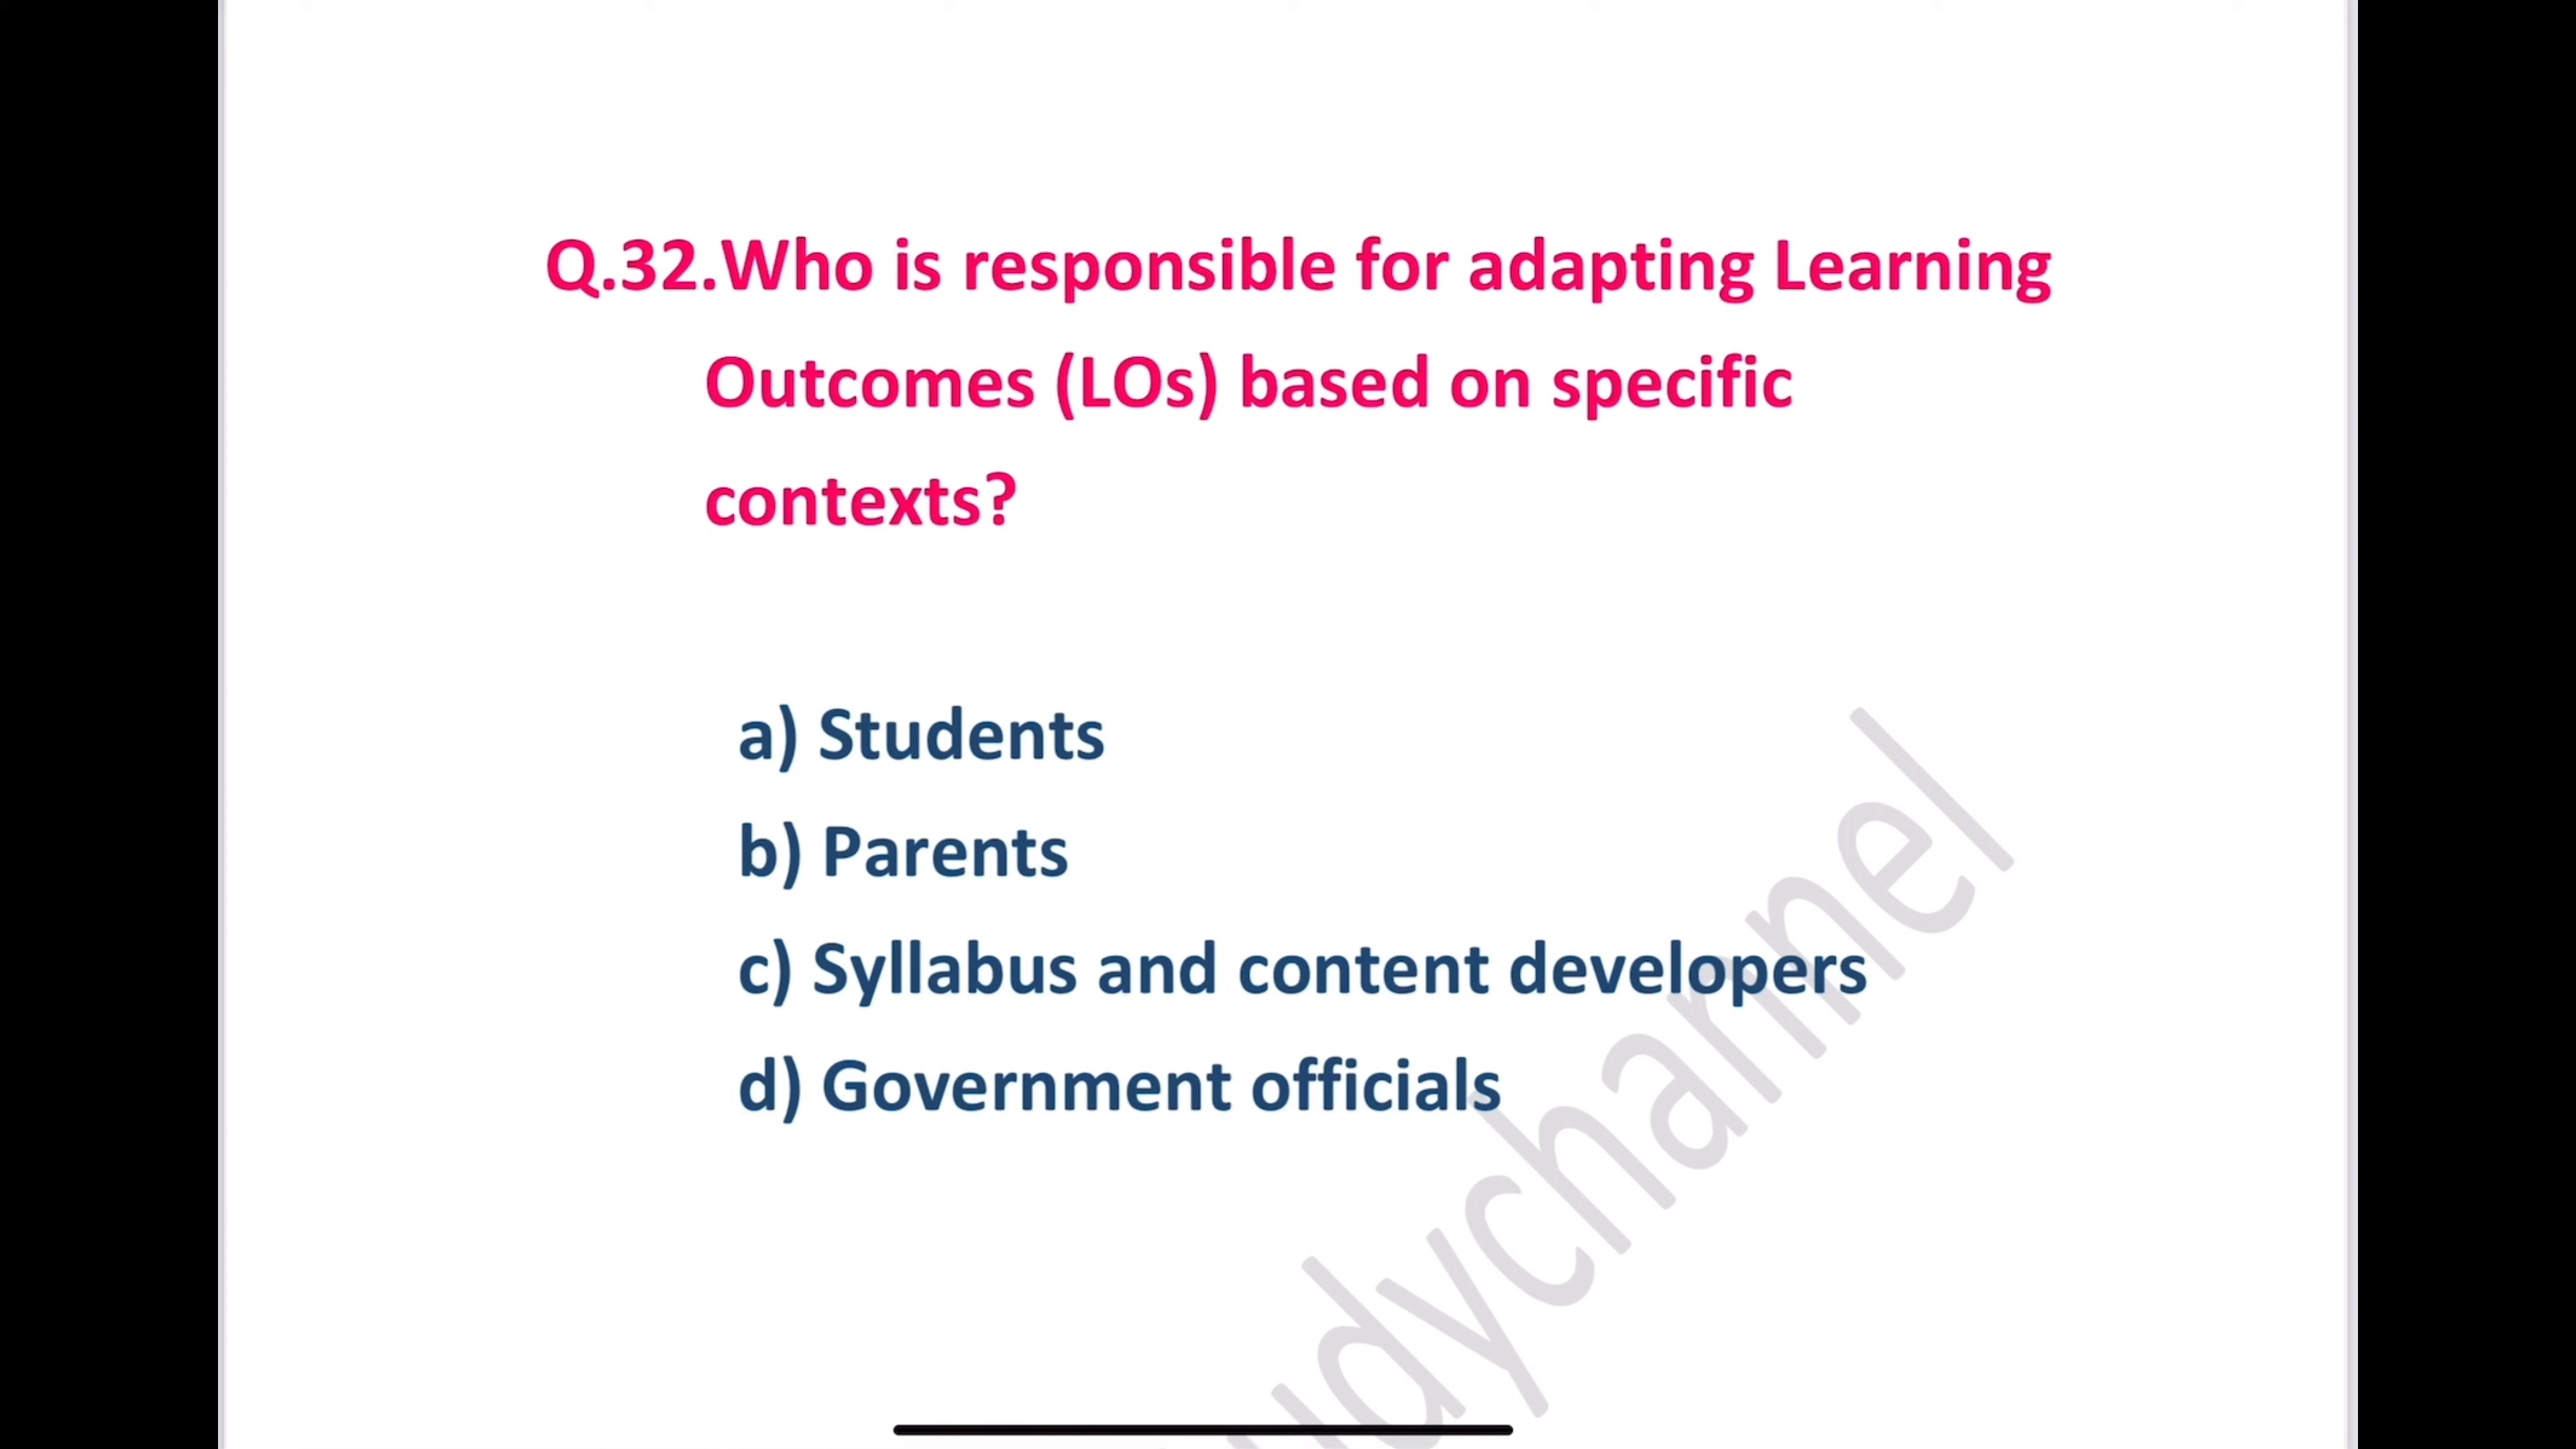 Q.32.Who is responsible for adapting Learning
Outcomes (LOs) based on specific
contexts?
a) Students
b) Parents
c) Syllabus and content developers
d) Government officials
udychannel